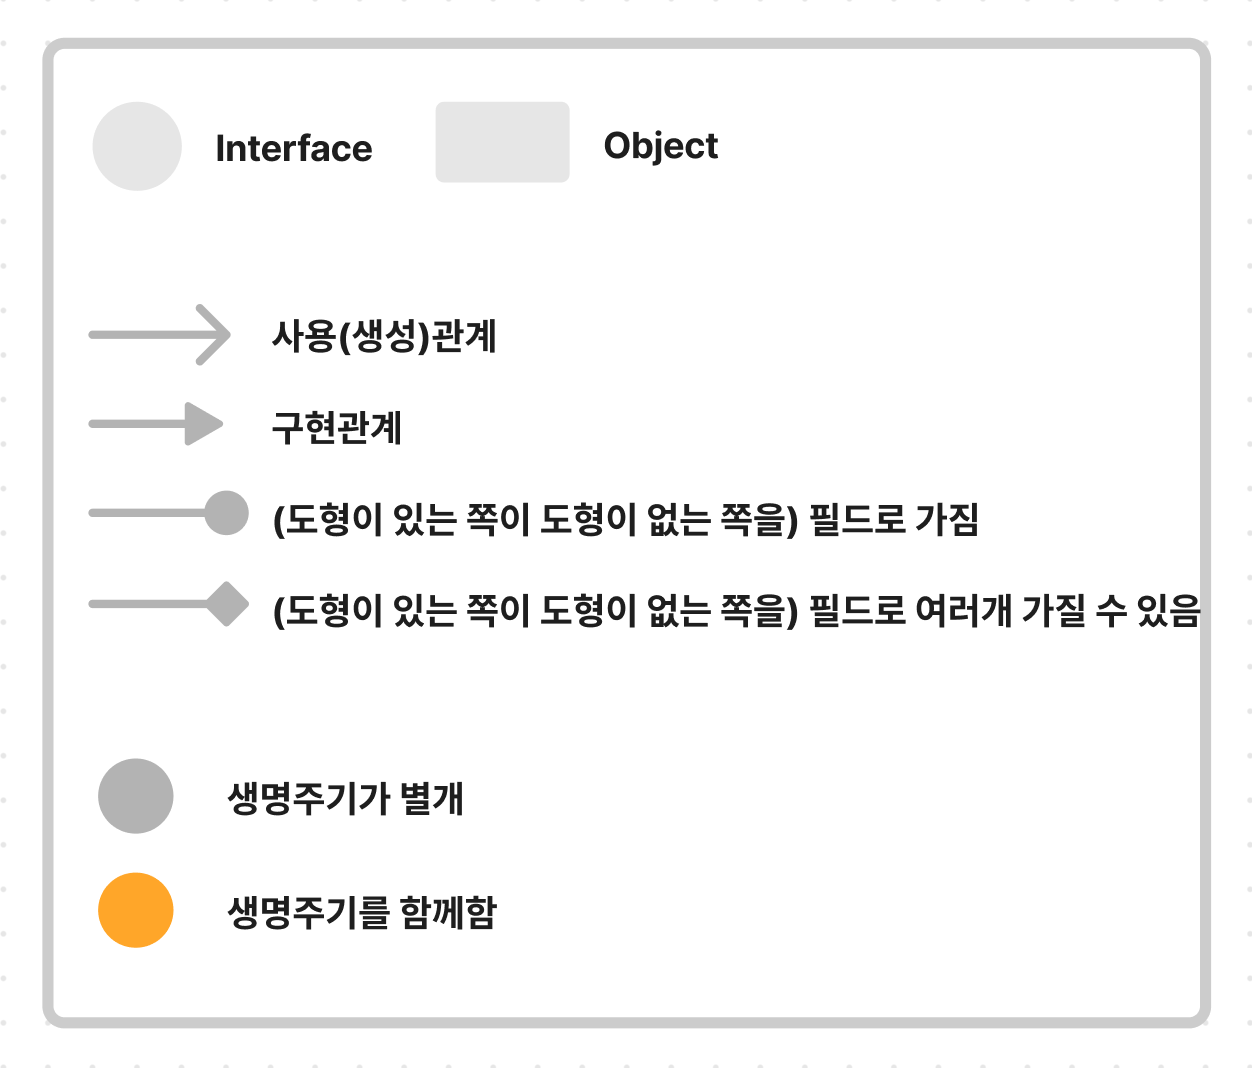 Interface
Object
사용(생성)관계
구현관계
(도형이 있는 쪽이 도형이 없는 쪽을) 필드로 가짐
(도형이 있는 쪽이 도형이 없는 쪽을) 필드로 여러개 가질 수 있음
생명주기가 별개
생명주기를 함께함